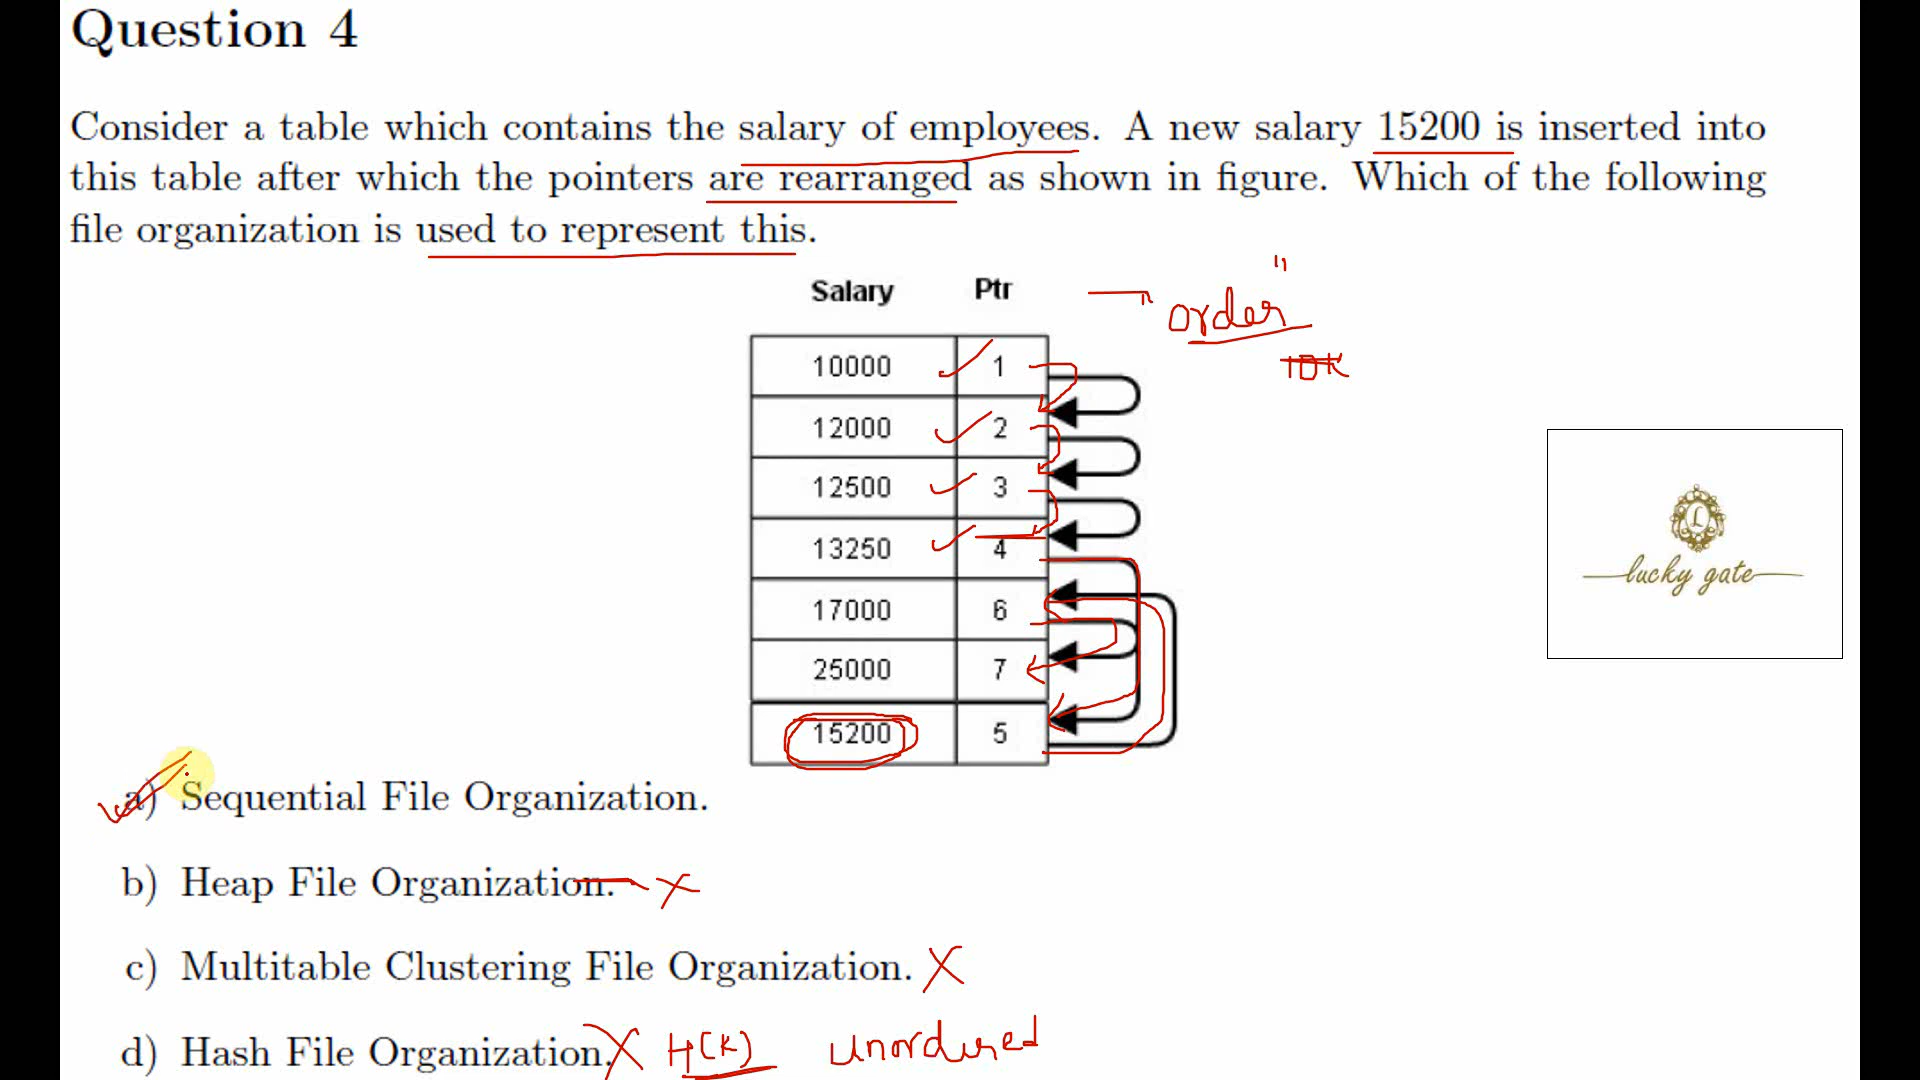 Question 4
Consider a table which contains the salary of employees. A new salary 15200 is inserted into
this table after which the pointers are rearranged as shown in figure. Which of the following
file organization is used to represent this.
Salary Ptr
"order"
10K
10000 1
12000 2
12500 3
13250 4
17000 6
25000 7
15200 5
L
lucky gate
a) Sequential File Organization.
b) Heap File Organization. X
c) Multitable Clustering File Organization. X
d) Hash File Organization. X H(K) unordured